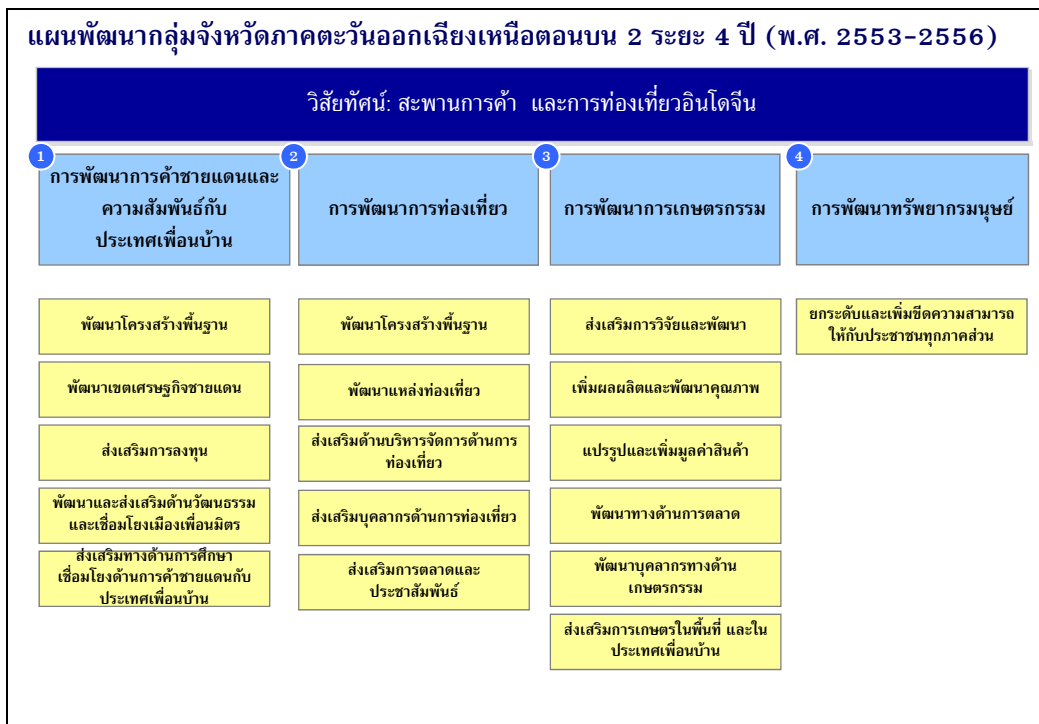 แผนพัฒนากลุ่มจังหวัดภาคตะวันออกเฉียงเหนือตอนบน 2 ระยะ 4 ปี (พ.ศ. 2553-2556)
วิสัยทัศน์: สะพานการค้า และการท่องเที่ยวอินโดจีน
1
การพัฒนาการค้าชายแดนและ
ความสัมพันธ์กับ
ประเทศเพื่อนบ้าน
พัฒนาโครงสร้างพื้นฐาน
พัฒนาเขตเศรษฐกิจชายแดน
ส่งเสริมการลงทุน
พัฒนาและส่งเสริมด้านวัฒนธรรม
และเชื่อมโยงเมืองเพื่อนมิตร
ส่งเสริมทางด้านการศึกษา
เชื่อมโยงด้านการค้าชายแดนกับ
ประเทศเพื่อนบ้าน
2
การพัฒนาการท่องเที่ยว
พัฒนาโครงสร้างพื้นฐาน
พัฒนาแหล่งท่องเที่ยว
ส่งเสริมด้านบริหารจัดการด้านการ
ท่องเที่ยว
ส่งเสริมบุคลากรด้านการท่องเที่ยว
ส่งเสริมการตลาดและ
ประชาสัมพันธ์
3
การพัฒนาการเกษตรกรรม
ส่งเสริมการวิจัยและพัฒนา
เพิ่มผลผลิตและพัฒนาคุณภาพ
แปรรูปและเพิ่มมูลค่าสินค้า
พัฒนาทางด้านการตลาด
พัฒนาบุคลากรทางด้าน
เกษตรกรรม
ส่งเสริมการเกษตรในพื้นที่ และใน
ประเทศเพื่อนบ้าน
4
การพัฒนาทรัพยากรมนุษย์
ยกระดับและเพิ่มขีดความสามารถ
ให้กับประชาชนทุกภาคส่วน